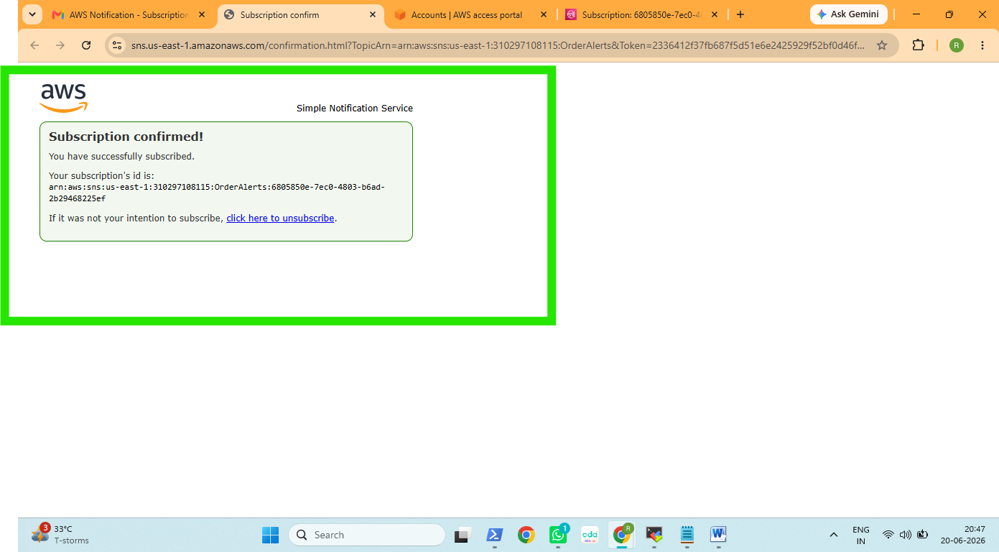 AWS Notification - Subscription
Subscription confirm
Accounts | AWS access portal
Subscription: 6805850e-7ec0-4
Ask Gemini
sns.us-east-1.amazonaws.com/confirmation.html?TopicArn=arn:aws:sns:us-east-1:310297108115:OrderAlerts&Token=2336412f37fb687f5d51e6e2425929f52bf0d46f...
R
aws
Simple Notification Service
Subscription confirmed!
You have successfully subscribed.
Your subscription's id is:
arn:aws:sns:us-east-1:310297108115:OrderAlerts:6805850e-7ec0-4803-b6ad-
2b29468225ef
If it was not your intention to subscribe, click here to unsubscribe.
3
33°C
T-storms
Search
1
cda
R
W
ENG
IN
20:47
20-06-2026